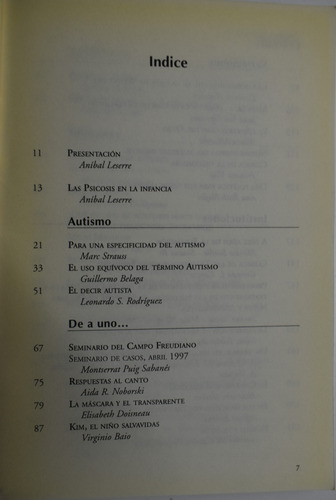 Indice
11 Presentación
Aníbal Leserre
13 Las Psicosis en la infancia
Aníbal Leserre
Autismo
21 Para una especificidad del autismo
Marc Strauss
33 El uso equívoco del término Autismo
Guillermo Belaga
51 El decir autista
Leonardo S. Rodríguez
De a uno...
67 Seminario del Campo Freudiano
Seminario de casos, abril 1997
Montserrat Puig Sabanés
75 Respuestas al canto
Aída R. Noborski
79 La máscara y el transparente
Elisabeth Doisneau
87 Kim, el niño salvavidas
Virginio Baio
7